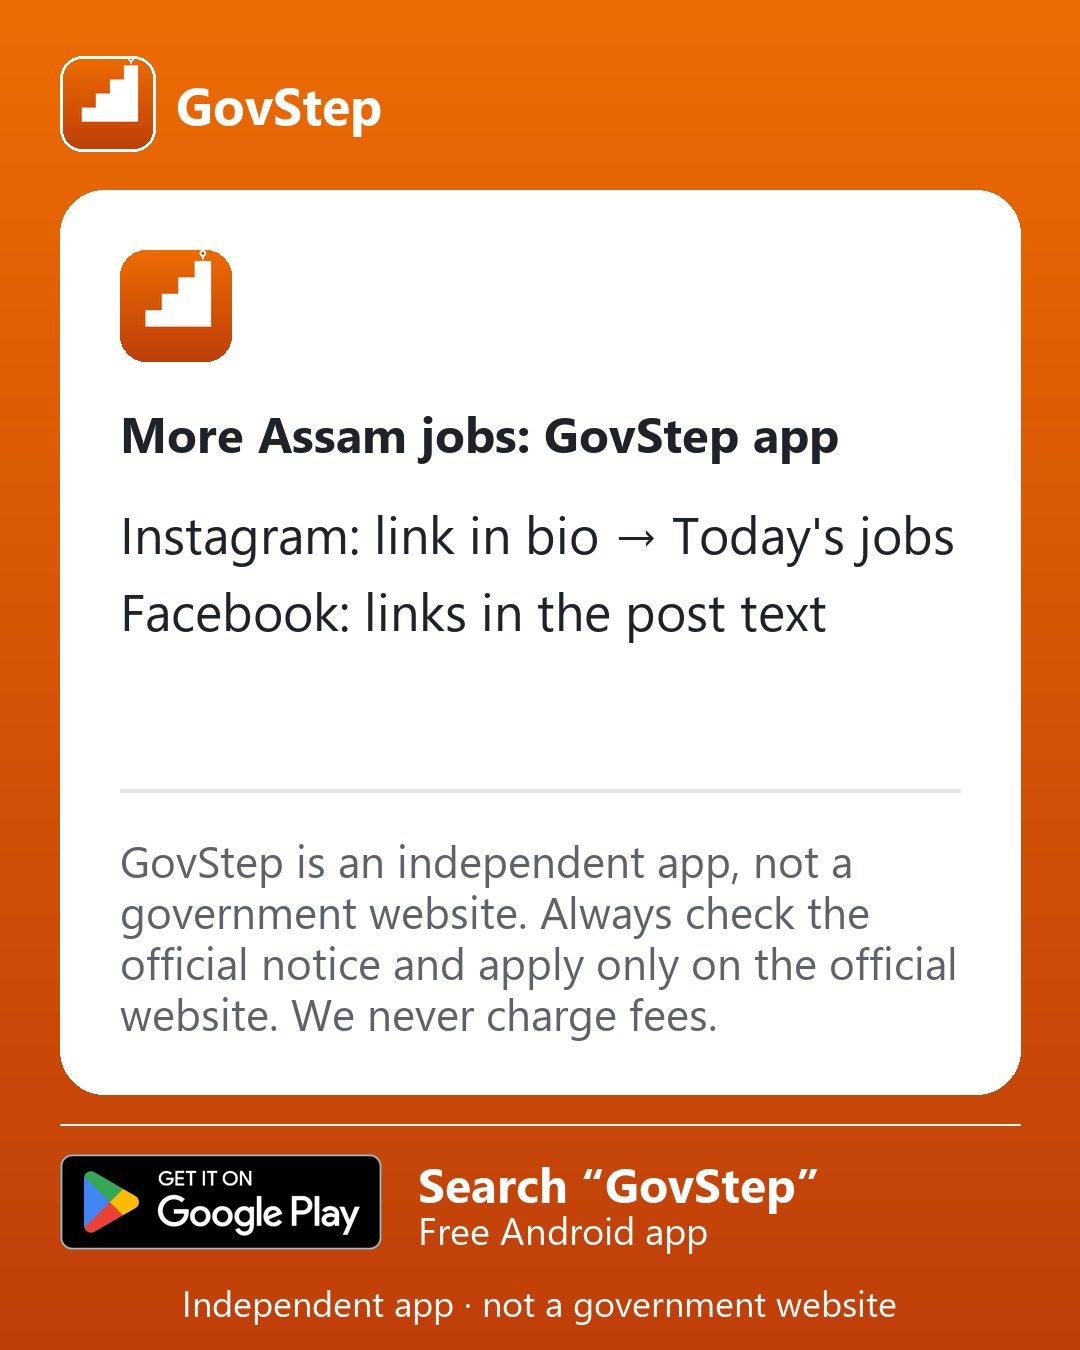 GovStep
More Assam jobs: GovStep app
Instagram: link in bio → Today's jobs
Facebook: links in the post text
GovStep is an independent app, not a
government website. Always check the
official notice and apply only on the official
website. We never charge fees.
GET IT ON
Google Play
Search “GovStep”
Free Android app
Independent app · not a government website